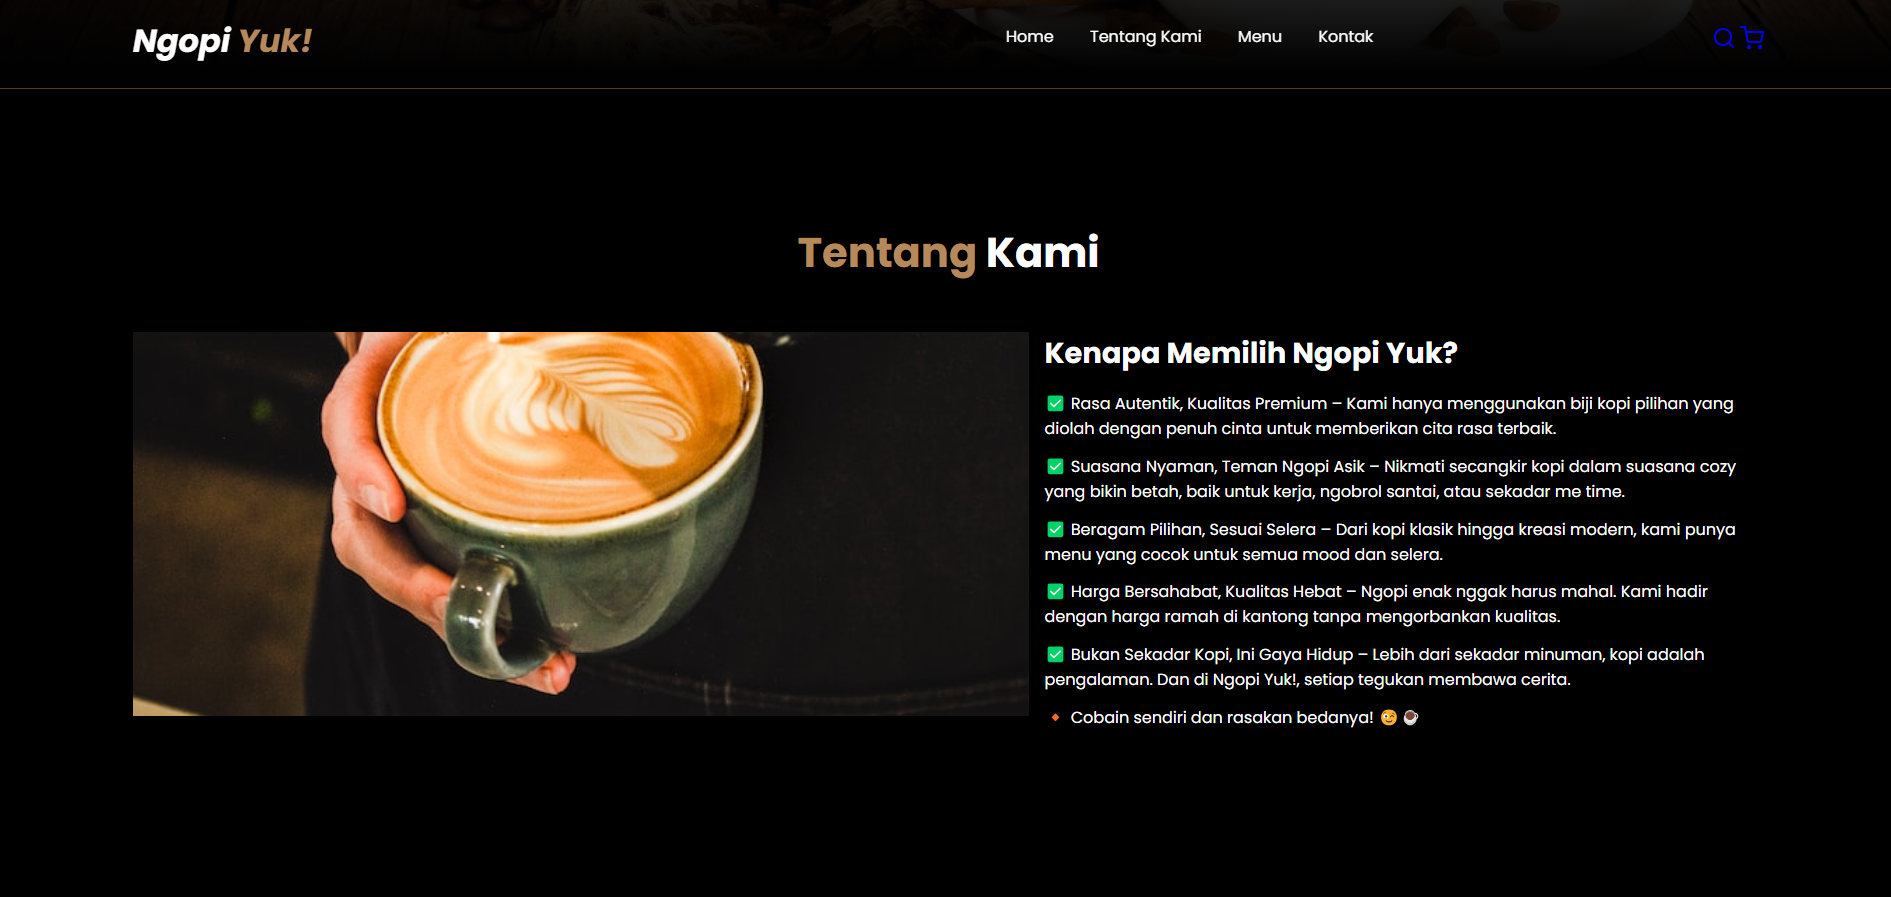 Ngopi Yuk!
Home Tentang Kami Menu Kontak
Tentang Kami
Kenapa Memilih Ngopi Yuk?
✅ Rasa Autentik, Kualitas Premium – Kami hanya menggunakan biji kopi pilihan yang
diolah dengan penuh cinta untuk memberikan cita rasa terbaik.
✅ Suasana Nyaman, Teman Ngopi Asik – Nikmati secangkir kopi dalam suasana cozy
yang bikin betah, baik untuk kerja, ngobrol santai, atau sekadar me time.
✅ Beragam Pilihan, Sesuai Selera – Dari kopi klasik hingga kreasi modern, kami punya
menu yang cocok untuk semua mood dan selera.
✅ Harga Bersahabat, Kualitas Hebat – Ngopi enak nggak harus mahal. Kami hadir
dengan harga ramah di kantong tanpa mengorbankan kualitas.
✅ Bukan Sekadar Kopi, Ini Gaya Hidup – Lebih dari sekadar minuman, kopi adalah
pengalaman. Dan di Ngopi Yuk!, setiap tegukan membawa cerita.
🔸 Cobain sendiri dan rasakan bedanya! 😉☕